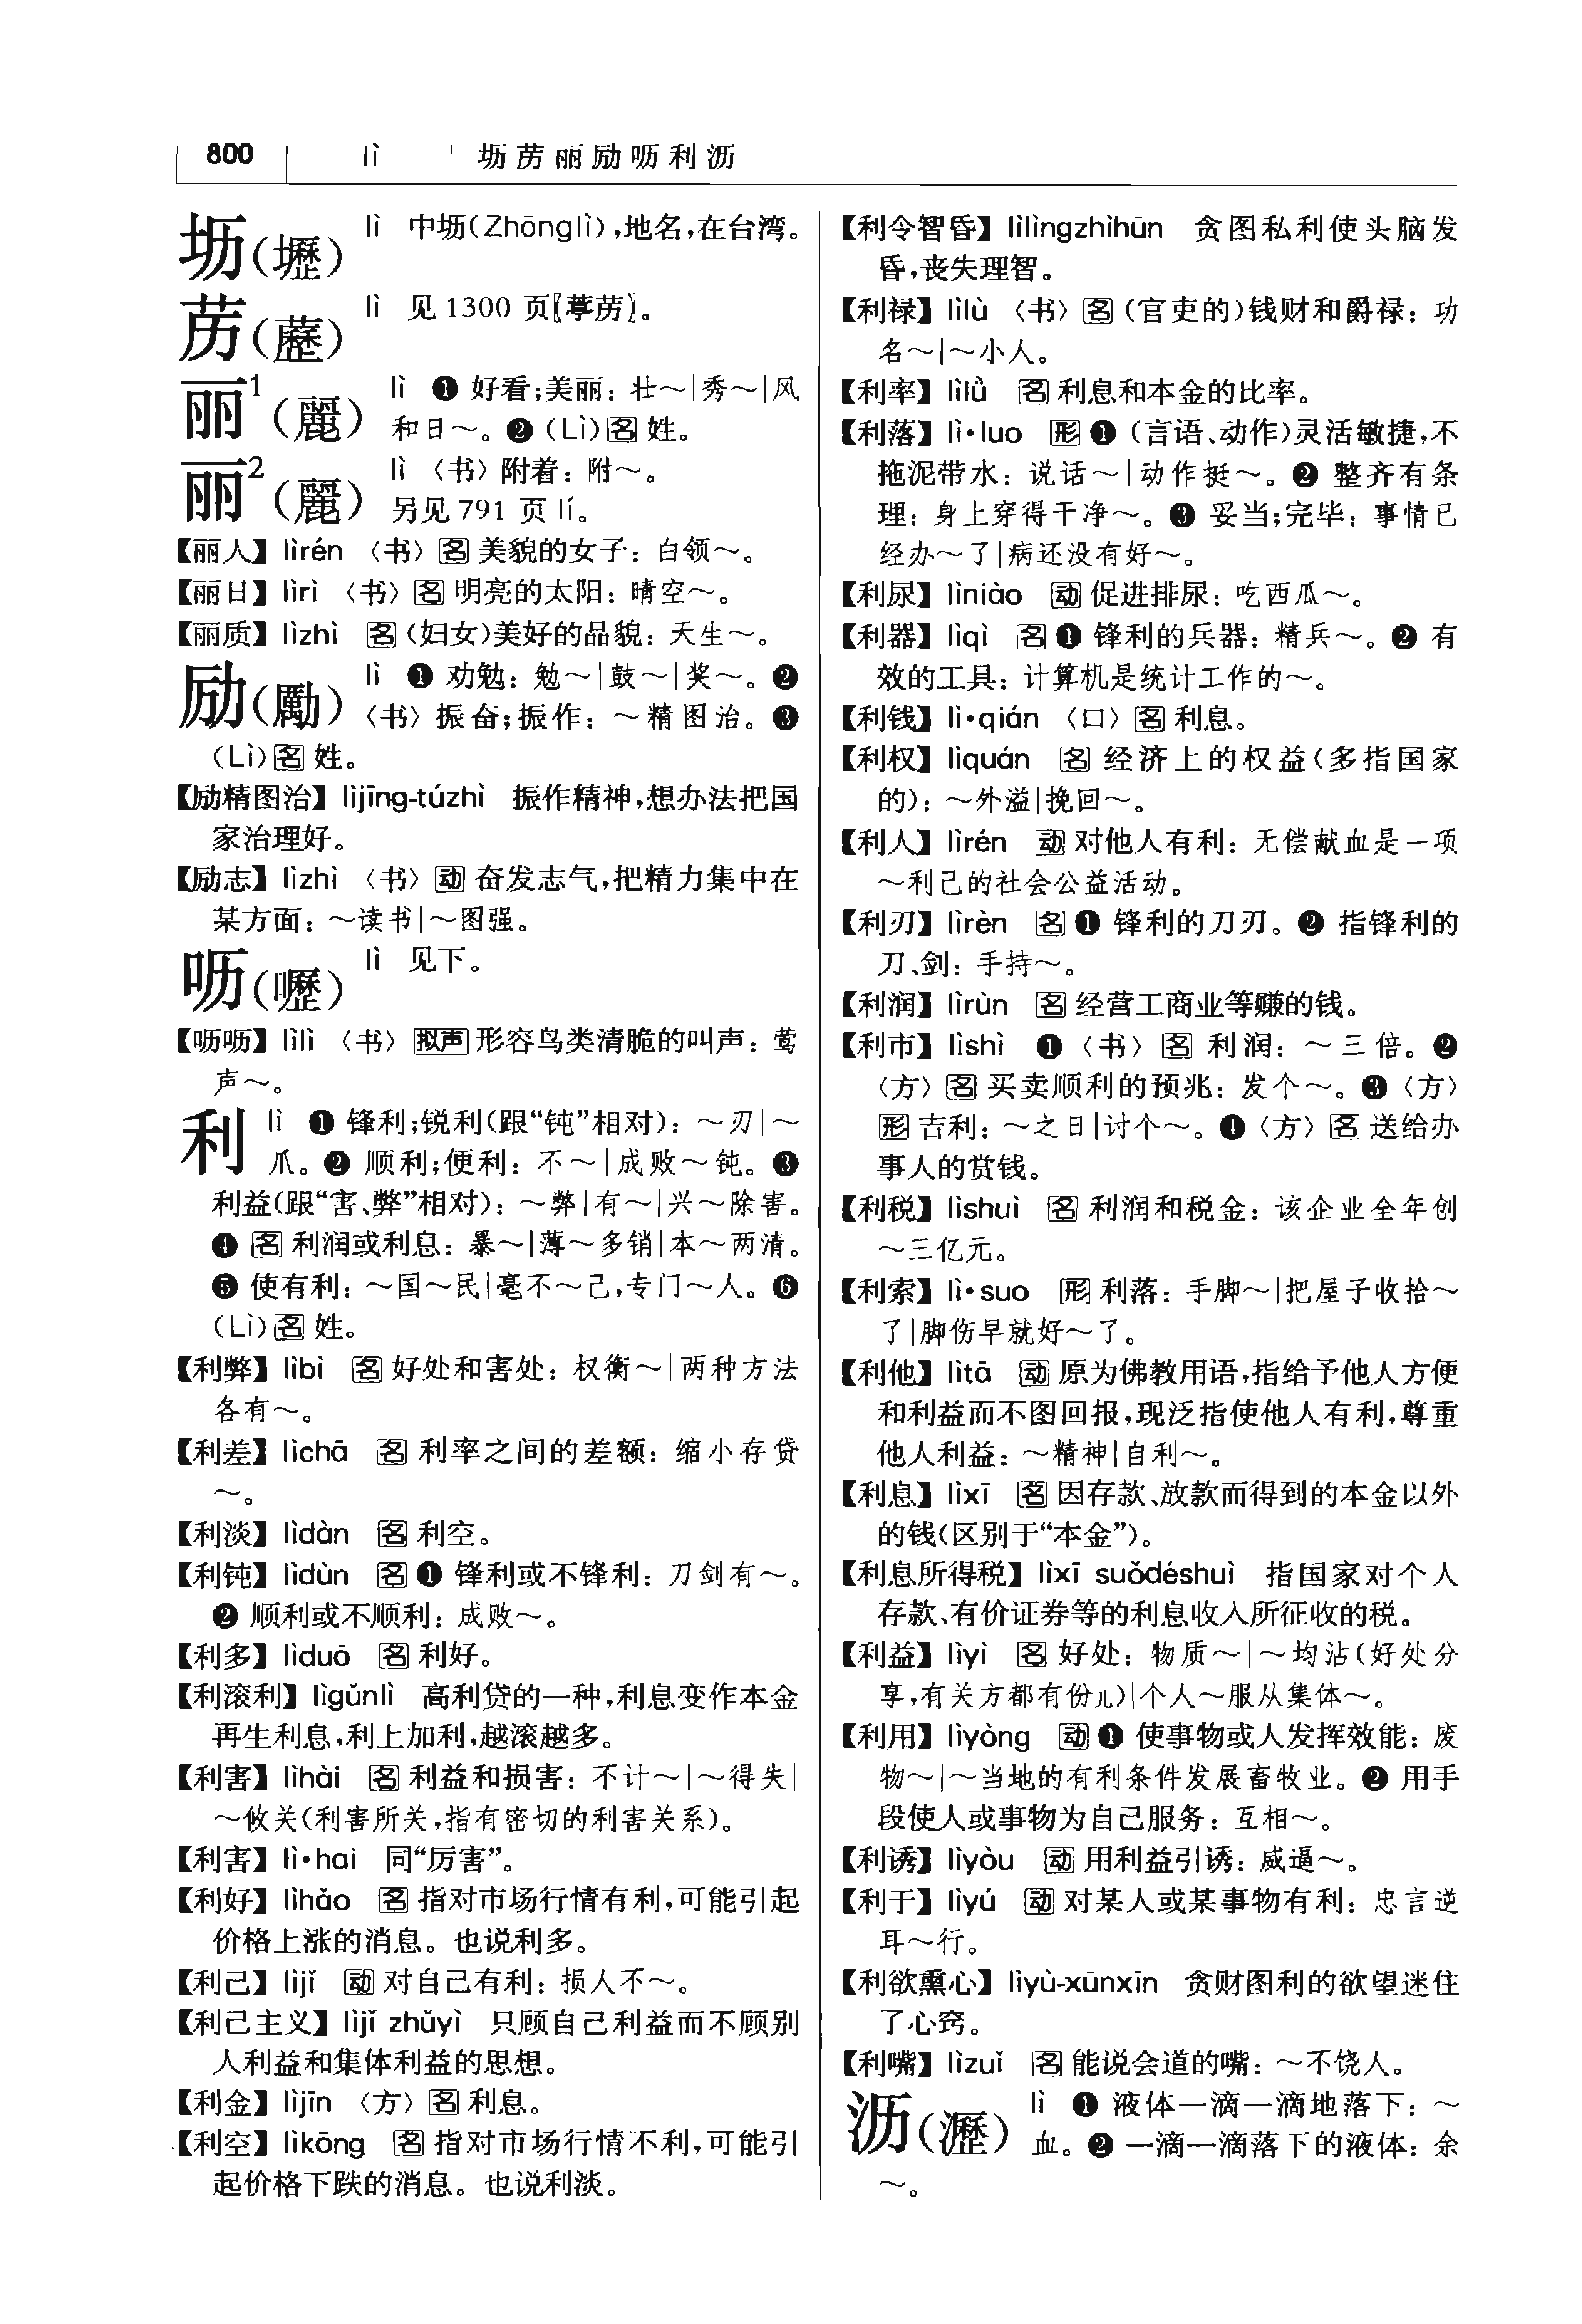 800 lì 坜苈丽励呖利沥
坜(壢) lì 中坜(Zhōnglì),地名,在台湾。
苈(藶) lì 见 1300 页〖葶苈〗。
丽¹(麗) lì ❶ 好看;美丽: 壮～|秀～|风
和日～。❷ (Lì)名 姓。
丽²(麗) lì 〈书〉附着: 附～。
另见 791 页 lí。
【丽人】lìrén 〈书〉名 美貌的女子: 白领～。
【丽日】lìrì 〈书〉名 明亮的太阳: 晴空～。
【丽质】lìzhì 名 (妇女)美好的品貌: 天生～。
励(勵) lì ❶ 劝勉: 勉～|鼓～|奖～。❷
〈书〉振奋;振作: ～精图治。❸
(Lì)名 姓。
【励精图治】lìjīng-túzhì 振作精神,想办法把国
家治理好。
【励志】lìzhì 〈书〉动 奋发志气,把精力集中在
某方面: ～读书|～图强。
呖(嚦) lì 见下。
【呖呖】lìlì 〈书〉拟声 形容鸟类清脆的叫声: 莺
声～。
利 lì ❶ 锋利;锐利(跟“钝”相对): ～刃|～
爪。❷ 顺利;便利: 不～|成败～钝。❸
利益(跟“害、弊”相对): ～弊|有～|兴～除害。
❹ 名 利润或利息: 暴～|薄～多销|本～两清。
❺ 使有利: ～国～民|毫不～己,专门～人。❻
(Lì)名 姓。
【利弊】lìbì 名 好处和害处: 权衡～|两种方法
各有～。
【利差】lìchā 名 利率之间的差额: 缩小存贷
～。
【利淡】lìdàn 名 利空。
【利钝】lìdùn 名 ❶ 锋利或不锋利: 刀剑有～。
❷ 顺利或不顺利: 成败～。
【利多】lìduō 名 利好。
【利滚利】lìgǔnlì 高利贷的一种,利息变作本金
再生利息,利上加利,越滚越多。
【利害】lìhài 名 利益和损害: 不计～|～得失|
～攸关(利害所关,指有密切的利害关系)。
【利害】lì•hai 同“厉害”。
【利好】lìhǎo 名 指对市场行情有利,可能引起
价格上涨的消息。也说利多。
【利己】lìjǐ 动 对自己有利: 损人不～。
【利己主义】lìjǐ zhǔyì 只顾自己利益而不顾别
人利益和集体利益的思想。
【利金】lìjīn 〈方〉名 利息。
【利空】lìkōng 名 指对市场行情不利,可能引
起价格下跌的消息。也说利淡。
【利令智昏】lìlìngzhìhūn 贪图私利使头脑发
昏,丧失理智。
【利禄】lìlù 〈书〉名 (官吏的)钱财和爵禄: 功
名～|～小人。
【利率】lìlǜ 名 利息和本金的比率。
【利落】lì•luo 形 ❶ (言语、动作)灵活敏捷,不
拖泥带水: 说话～|动作挺～。❷ 整齐有条
理: 身上穿得干净～。❸ 妥当;完毕: 事情已
经办～了|病还没有好～。
【利尿】lìniào 动 促进排尿: 吃西瓜～。
【利器】lìqì 名 ❶ 锋利的兵器: 精兵～。❷ 有
效的工具: 计算机是统计工作的～。
【利钱】lì•qián 〈口〉名 利息。
【利权】lìquán 名 经济上的权益(多指国家
的): ～外溢|挽回～。
【利人】lìrén 动 对他人有利: 无偿献血是一项
～利己的社会公益活动。
【利刃】lìrèn 名 ❶ 锋利的刀刃。❷ 指锋利的
刀、剑: 手持～。
【利润】lìrùn 名 经营工商业等赚的钱。
【利市】lìshì ❶ 〈书〉名 利润: ～三倍。❷
〈方〉名 买卖顺利的预兆: 发个～。❸〈方〉
形 吉利: ～之日|讨个～。❹〈方〉名 送给办
事人的赏钱。
【利税】lìshuì 名 利润和税金: 该企业全年创
～三亿元。
【利索】lì•suo 形 利落: 手脚～|把屋子收拾～
了|脚伤早就好～了。
【利他】lìtā 动 原为佛教用语,指给予他人方便
和利益而不图回报,现泛指使他人有利,尊重
他人利益: ～精神|自利～。
【利息】lìxī 名 因存款、放款而得到的本金以外
的钱(区别于“本金”)。
【利息所得税】lìxī suǒdéshuì 指国家对个人
存款、有价证券等的利息收入所征收的税。
【利益】lìyì 名 好处: 物质～|～均沾(好处分
享,有关方都有份儿)|个人～服从集体～。
【利用】lìyòng 动 ❶ 使事物或人发挥效能: 废
物～|～当地的有利条件发展畜牧业。❷ 用手
段使人或事物为自己服务: 互相～。
【利诱】lìyòu 动 用利益引诱: 威逼～。
【利于】lìyú 动 对某人或某事物有利: 忠言逆
耳～行。
【利欲熏心】lìyù-xūnxīn 贪财图利的欲望迷住
了心窍。
【利嘴】lìzuǐ 名 能说会道的嘴: ～不饶人。
沥(瀝) lì ❶ 液体一滴一滴地落下: ～
血。❷ 一滴一滴落下的液体: 余
～。